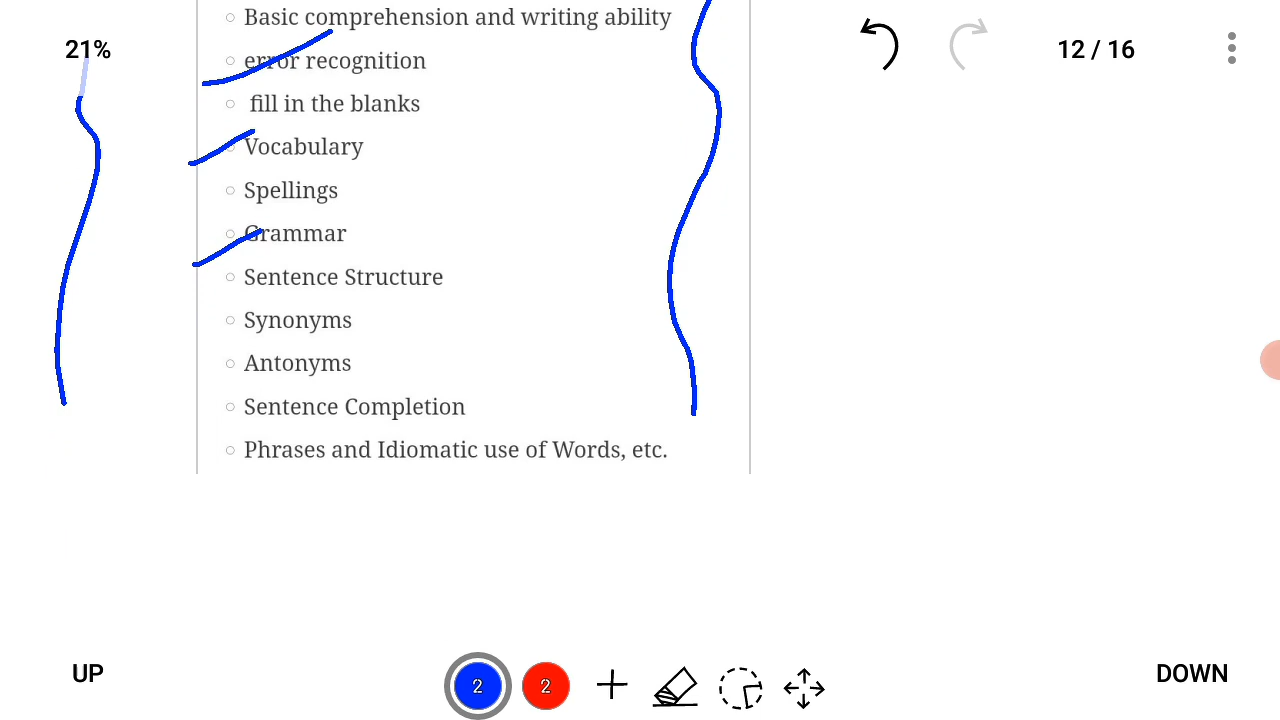 Basic comprehension and writing ability
21%
12 / 16
error recognition
fill in the blanks
Vocabulary
Spellings
Grammar
Sentence Structure
Synonyms
Antonyms
Sentence Completion
Phrases and Idiomatic use of Words, etc.
UP
2
2
DOWN